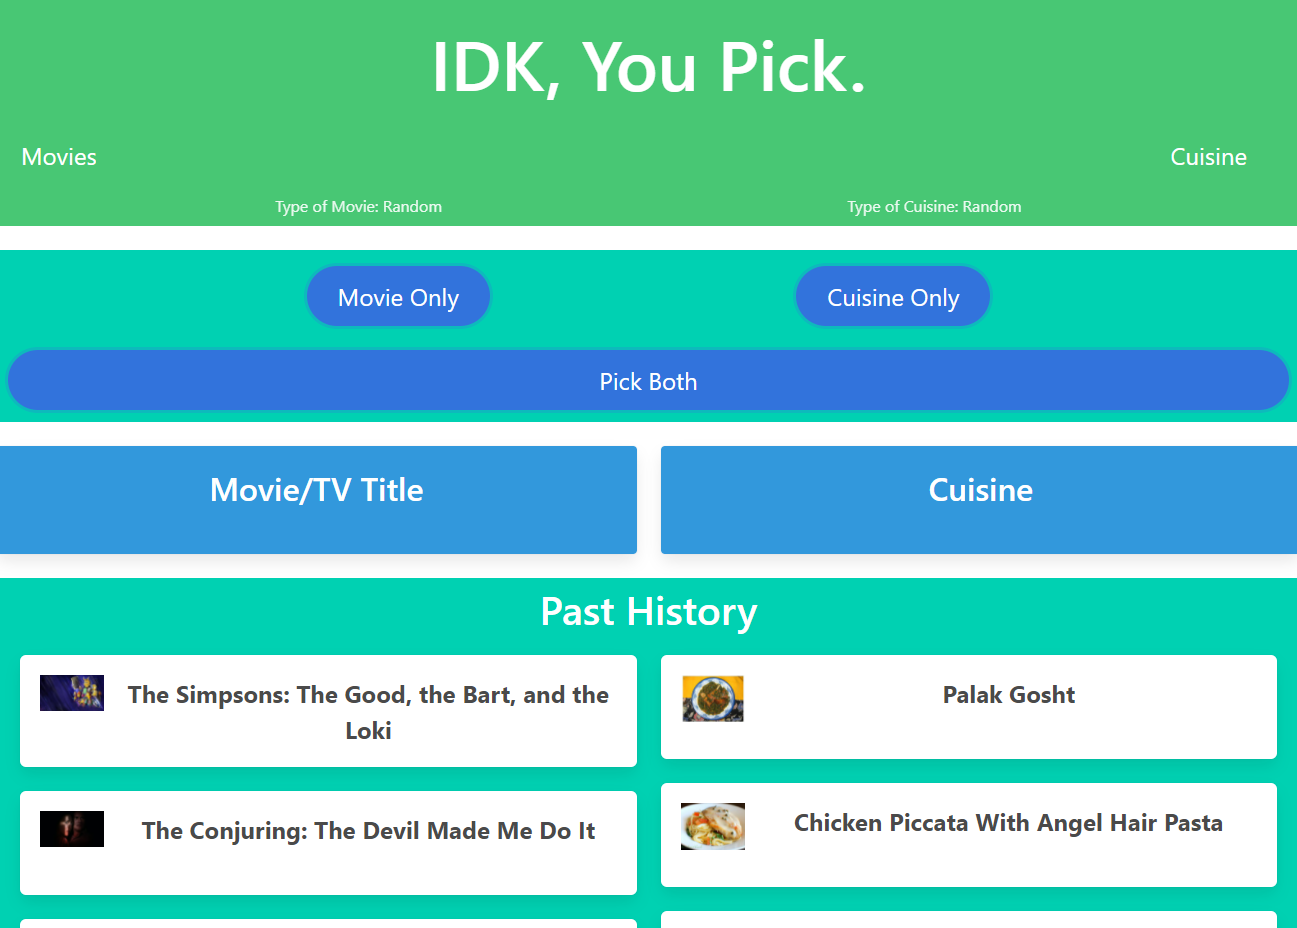 IDK, You Pick.
Movies
Cuisine
Type of Movie: Random
Type of Cuisine: Random
Movie Only
Cuisine Only
Pick Both
Movie/TV Title
Cuisine
Past History
The Simpsons: The Good, the Bart, and the
Loki
Palak Gosht
The Conjuring: The Devil Made Me Do It
Chicken Piccata With Angel Hair Pasta